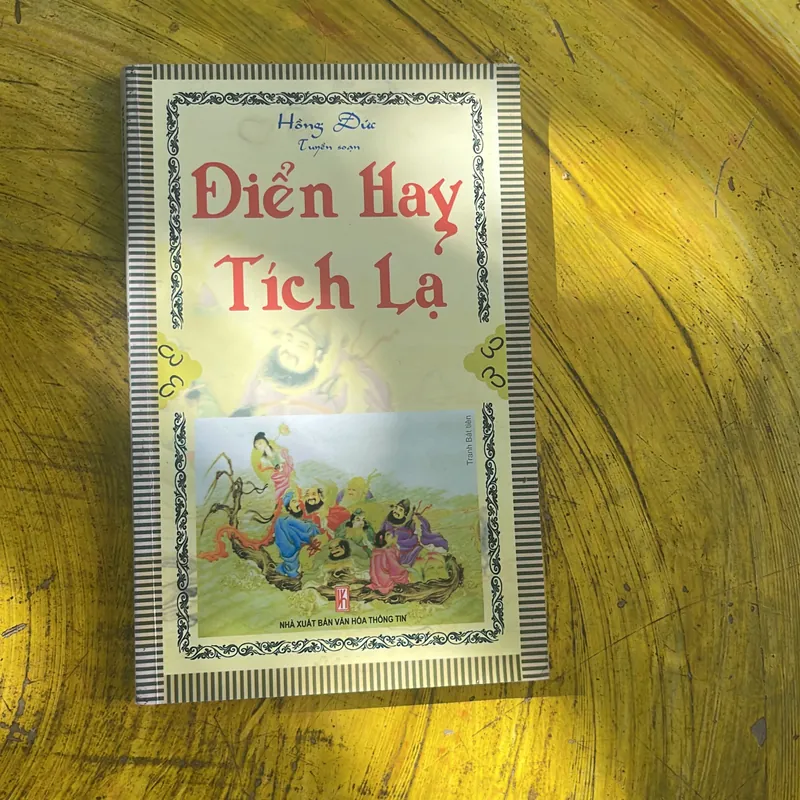 Hồng Đức
Tuyển soạn
Điển Hay
Tích Lạ
Tranh Bát tiên
NHÀ XUẤT BẢN VĂN HÓA THÔNG TIN